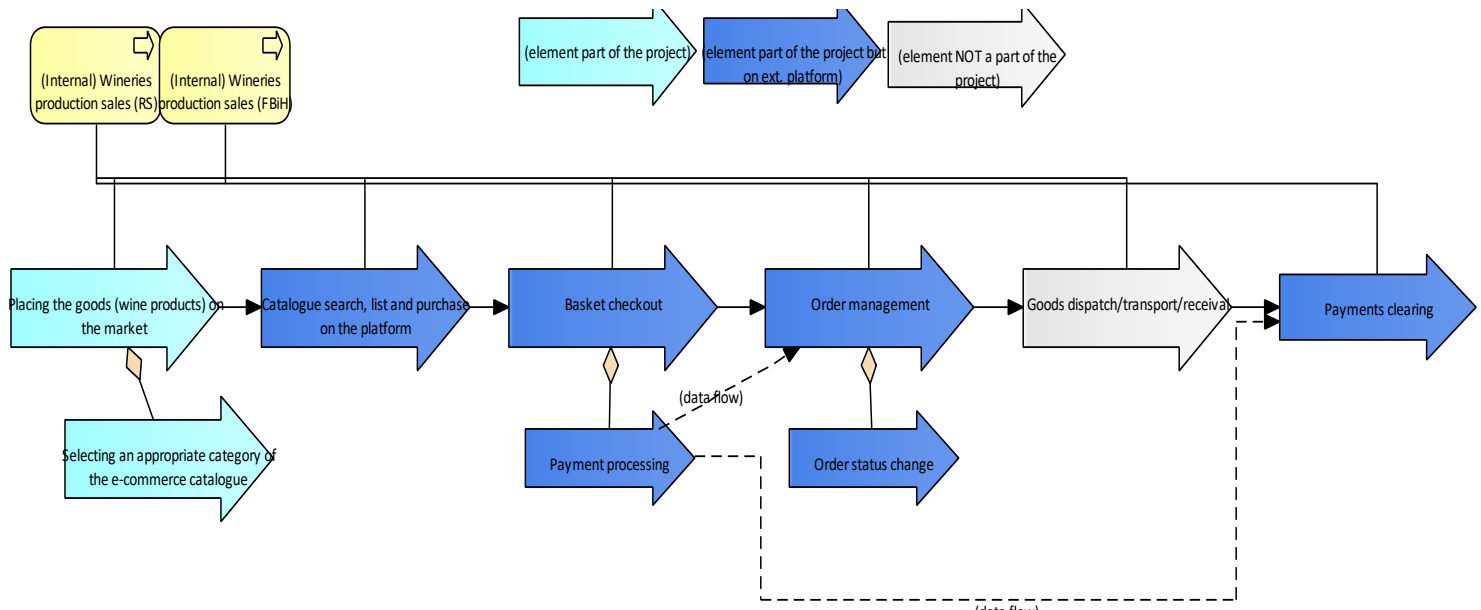 (element part of the project)
(element part of the project but
on ext. platform)
(element NOT a part of the
project)
(Internal) Wineries
production sales (RS)
(Internal) Wineries
production sales (FBiH)
Placing the goods (wine products) on
the market
Catalogue search, list and purchase
on the platform
Basket checkout
Order management
Goods dispatch/transport/receival
Payments clearing
(data flow)
Selecting an appropriate category of
the e-commerce catalogue
Payment processing
Order status change
(data flow)